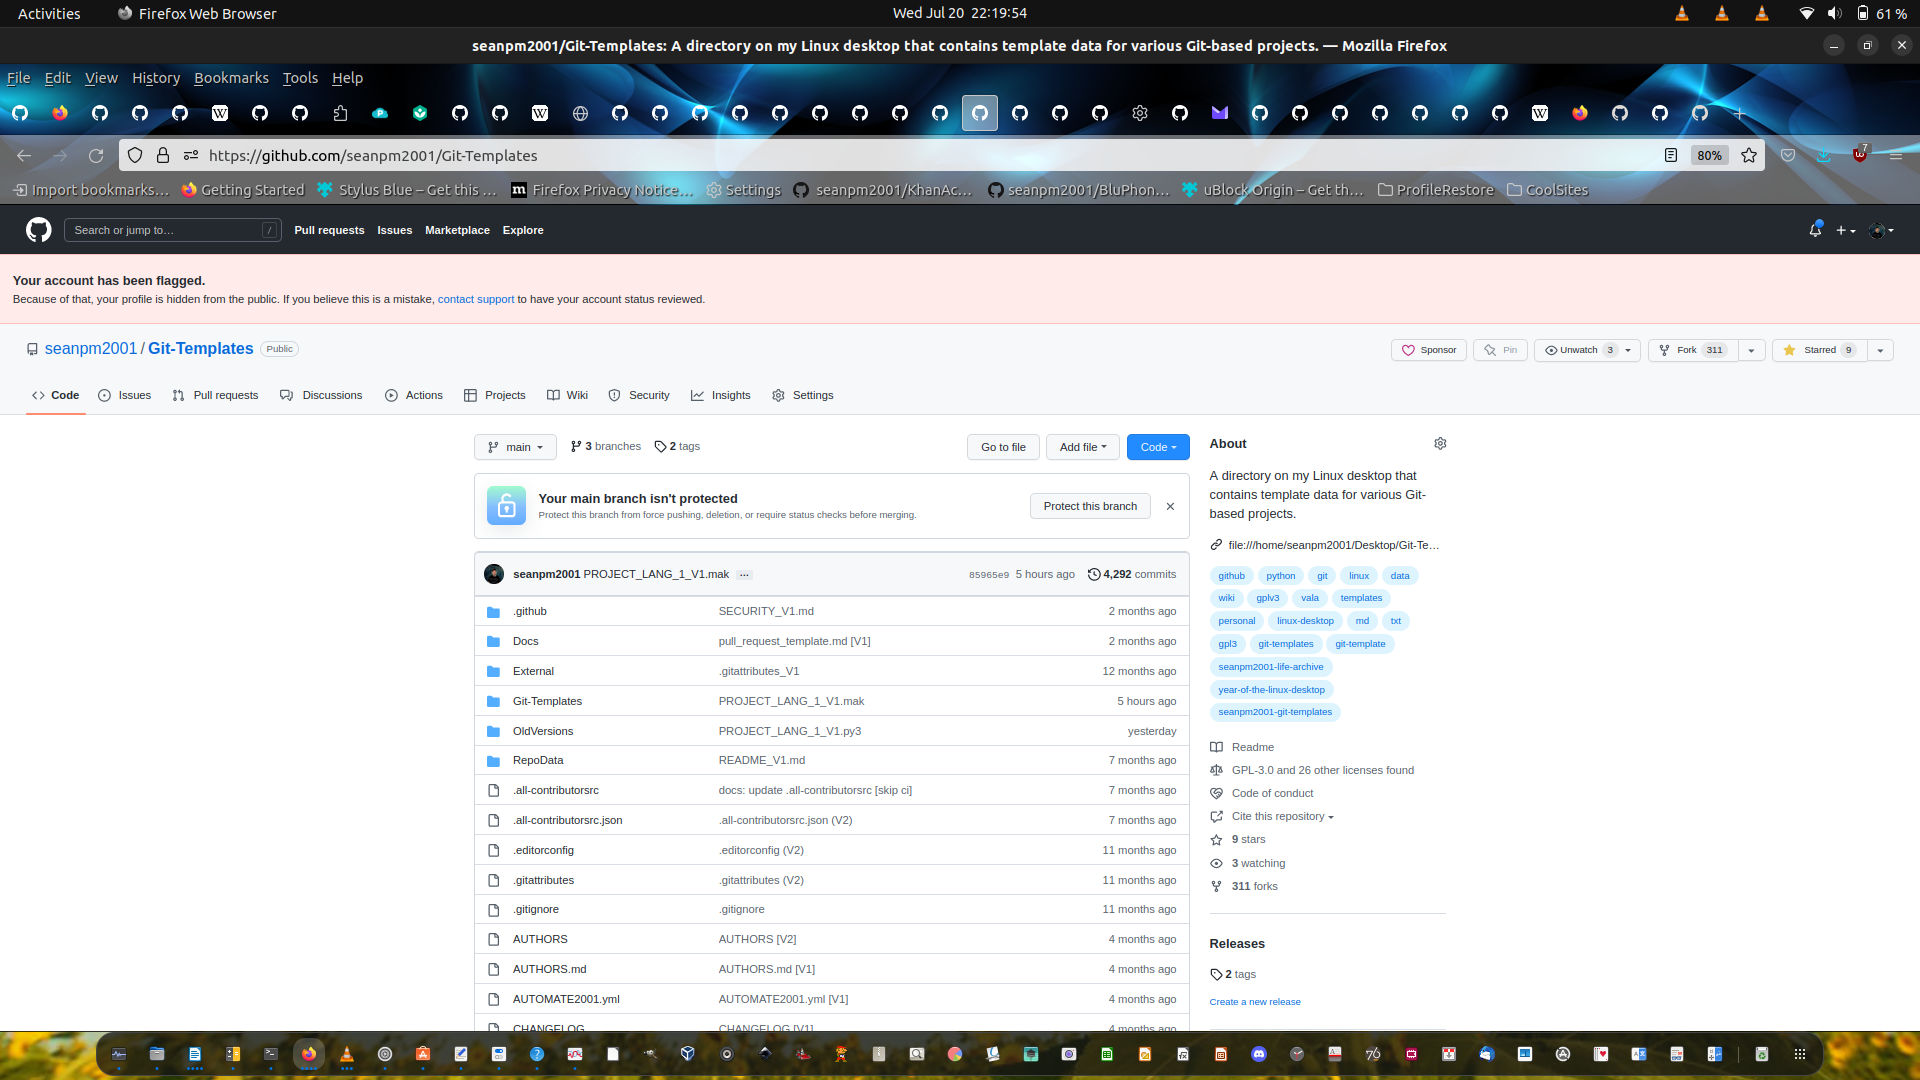 Activities
Firefox Web Browser
Wed Jul 20 22:19:54
61 %
seanpm2001/Git-Templates: A directory on my Linux desktop that contains template data for various Git-based projects. — Mozilla Firefox
File Edit View History Bookmarks Tools Help
https://github.com/seanpm2001/Git-Templates
80%
7
Import bookmarks… Getting Started Stylus Blue – Get this … Firefox Privacy Notice… Settings seanpm2001/KhanAc… seanpm2001/BluPhon… uBlock Origin – Get th… ProfileRestore CoolSites
Search or jump to… /
Pull requests Issues Marketplace Explore
Your account has been flagged.
Because of that, your profile is hidden from the public. If you believe this is a mistake, contact support to have your account status reviewed.
seanpm2001 / Git-Templates Public
Sponsor Pin Unwatch 3 Fork 311 Starred 9
Code Issues Pull requests Discussions Actions Projects Wiki Security Insights Settings
main 3 branches 2 tags
Go to file Add file Code
Your main branch isn't protected
Protect this branch from force pushing, deletion, or require status checks before merging.
Protect this branch
seanpm2001 PROJECT_LANG_1_V1.mak … 85965e9 5 hours ago 4,292 commits
.github SECURITY_V1.md 2 months ago
Docs pull_request_template.md [V1] 2 months ago
External .gitattributes_V1 12 months ago
Git-Templates PROJECT_LANG_1_V1.mak 5 hours ago
OldVersions PROJECT_LANG_1_V1.py3 yesterday
RepoData README_V1.md 7 months ago
.all-contributorsrc docs: update .all-contributorsrc [skip ci] 7 months ago
.all-contributorsrc.json .all-contributorsrc.json (V2) 7 months ago
.editorconfig .editorconfig (V2) 11 months ago
.gitattributes .gitattributes (V2) 11 months ago
.gitignore .gitignore 11 months ago
AUTHORS AUTHORS [V2] 4 months ago
AUTHORS.md AUTHORS.md [V1] 4 months ago
AUTOMATE2001.yml AUTOMATE2001.yml [V1] 4 months ago
CHANGELOG CHANGELOG [V1] 4 months ago
About
A directory on my Linux desktop that
contains template data for various Git-
based projects.
file:///home/seanpm2001/Desktop/Git-Te…
github python git linux data
wiki gplv3 vala templates
personal linux-desktop md txt
gpl3 git-templates git-template
seanpm2001-life-archive
year-of-the-linux-desktop
seanpm2001-git-templates
Readme
GPL-3.0 and 26 other licenses found
Code of conduct
Cite this repository
9 stars
3 watching
311 forks
Releases
2 tags
Create a new release